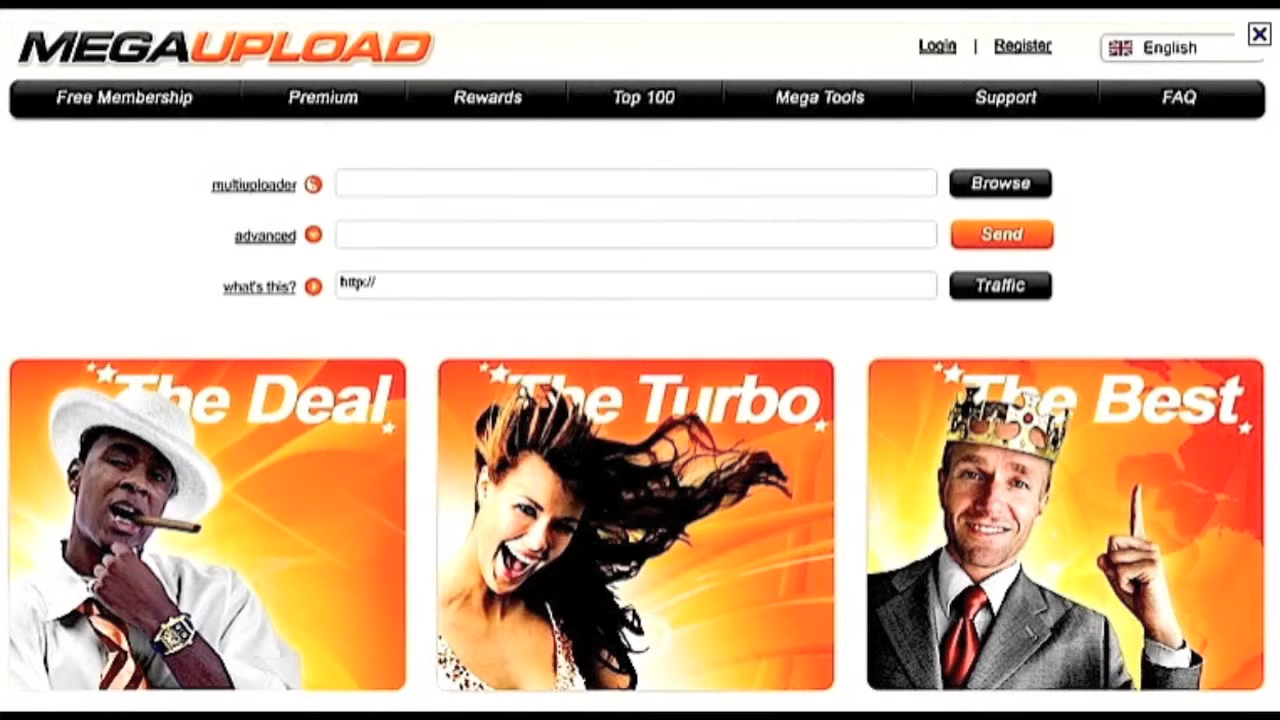 MEGAUPLOAD
Login | Register
English
Free Membership Premium Rewards Top 100 Mega Tools Support FAQ
multiuploader Browse
advanced Send
what's this? http:// Traffic
The Deal
The Turbo
The Best